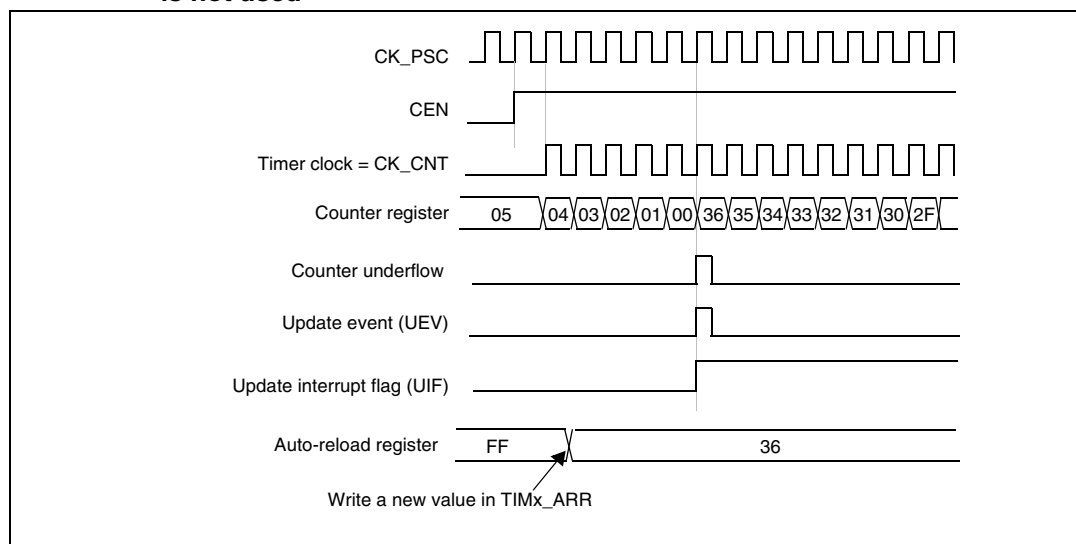 is not used
CK_PSC
CEN
Timer clock = CK_CNT
Counter register 05 04 03 02 01 00 36 35 34 33 32 31 30 2F
Counter underflow
Update event (UEV)
Update interrupt flag (UIF)
Auto-reload register FF 36
Write a new value in TIMx_ARR